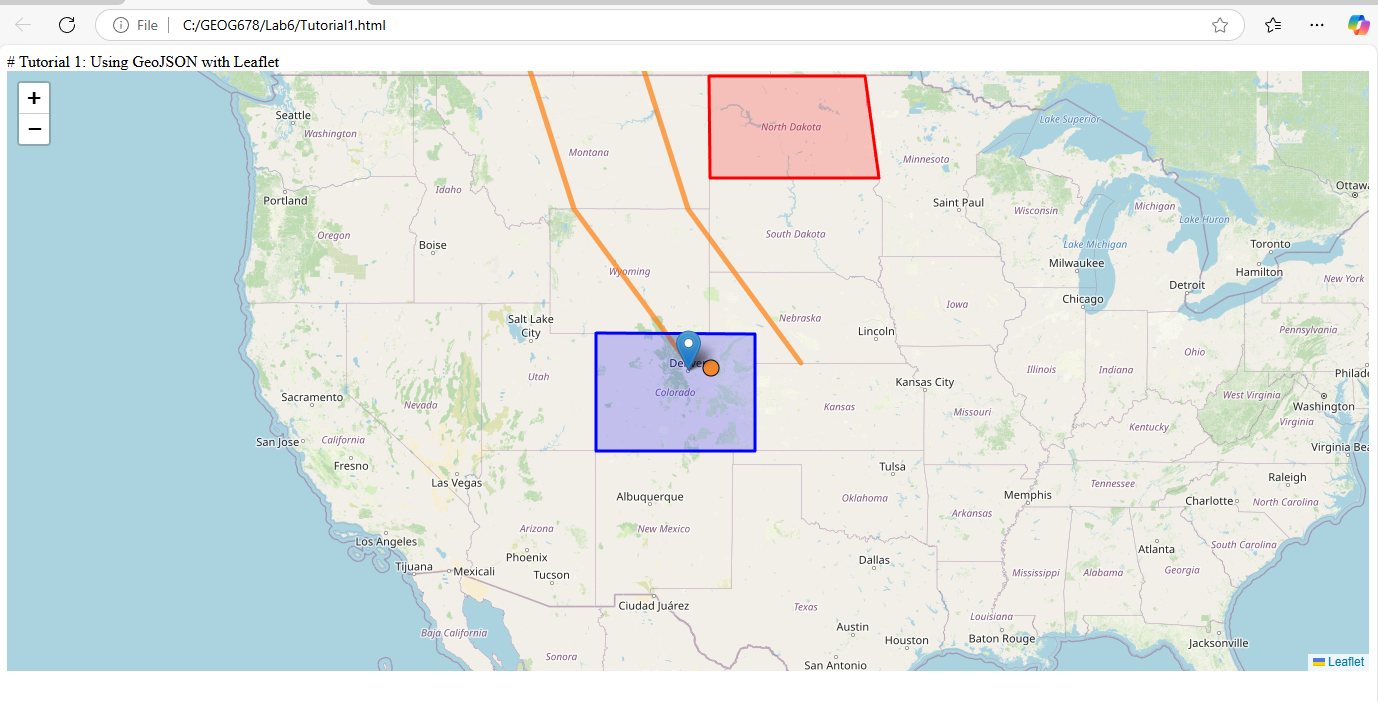 File
C:/GEOG678/Lab6/Tutorial1.html
# Tutorial 1: Using GeoJSON with Leaflet
+
−
Seattle
Washington
Montana
North Dakota
Lake Superior
Minnesota
Portland
Idaho
Ottawa
Saint Paul
Wisconsin
Michigan
Lake Huron
Oregon
Boise
South Dakota
Lake Michigan
Toronto
Milwaukee
Hamilton
Wyoming
New York
Detroit
Chicago
Iowa
Salt Lake
City
Nebraska
Lincoln
Pennsylvania
Ohio
Denver
Utah
Colorado
Illinois
Indiana
Philade
Kansas City
Sacramento
Nevada
Kansas
Missouri
West Virginia
Washington
Virginia
Kentucky
San Jose
California
Virginia Bea
Fresno
Las Vegas
Tulsa
Raleigh
Tennessee
Albuquerque
Oklahoma
Memphis
Charlotte
North Carolina
Arkansas
Arizona
New Mexico
Los Angeles
South Carolina
Atlanta
Phoenix
Dallas
Tijuana
Mexicali
Tucson
Mississippi
Alabama
Georgia
Ciudad Juárez
Texas
Louisiana
Austin
Baja California
Houston
Baton Rouge
Jacksonville
Sonora
San Antonio
Leaflet